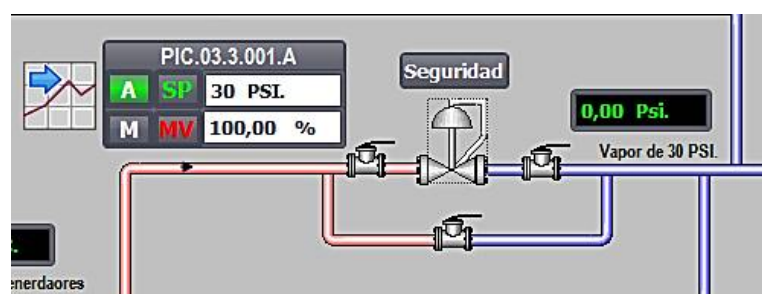 PIC.03.3.001.A
A SP 30 PSI.
M MV 100,00 %
Seguridad
0,00 Psi.
Vapor de 30 PSI.
enerdaores